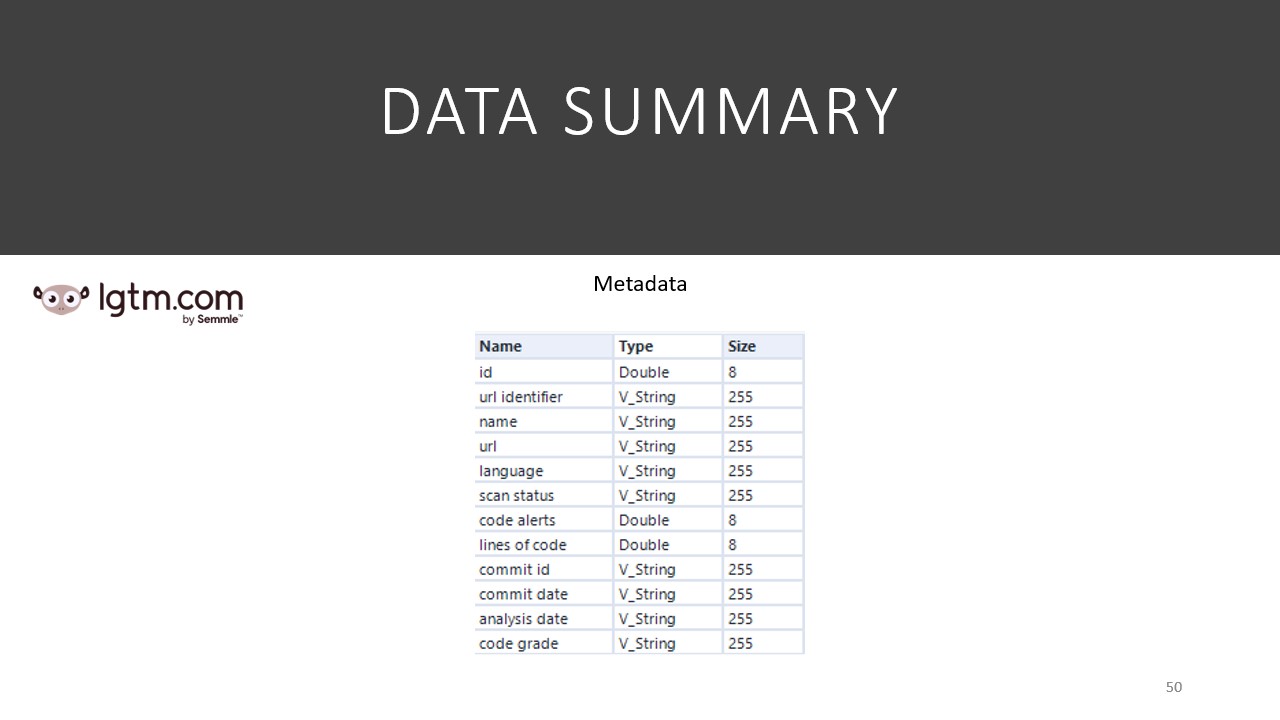 DATA SUMMARY
Metadata
lgtm.com
by Semmle™
Name Type Size
id Double 8
url identifier V_String 255
name V_String 255
url V_String 255
language V_String 255
scan status V_String 255
code alerts Double 8
lines of code Double 8
commit id V_String 255
commit date V_String 255
analysis date V_String 255
code grade V_String 255
50